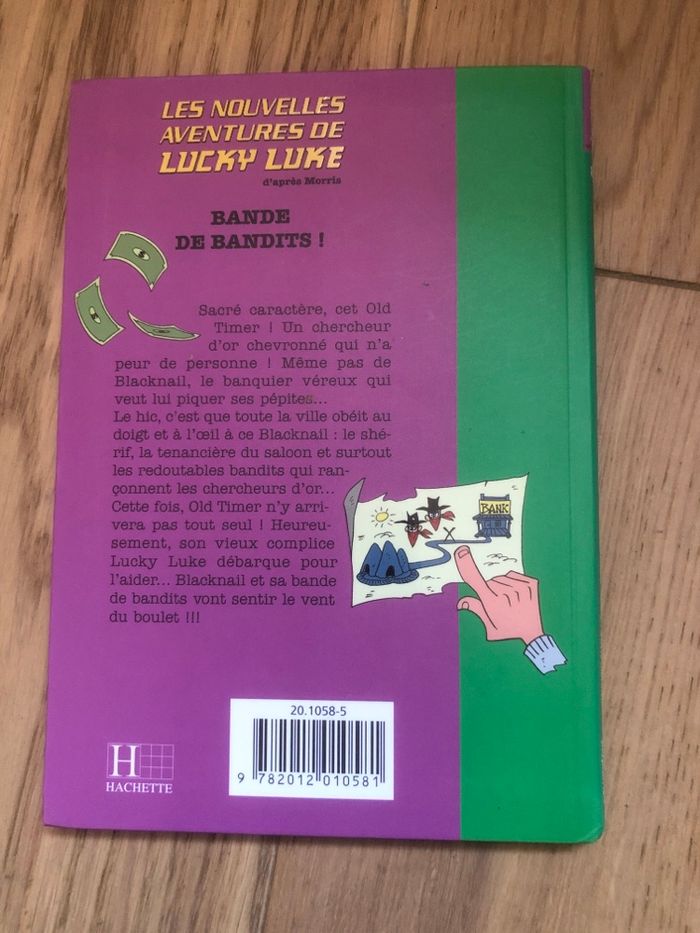 LES NOUVELLES
AVENTURES DE
LUCKY LUKE
d'après Morris
BANDE
DE BANDITS !
Sacré caractère, cet Old
Timer ! Un chercheur
d'or chevronné qui n'a
peur de personne ! Même pas de
Blacknail, le banquier véreux qui
veut lui piquer ses pépites...
Le hic, c'est que toute la ville obéit au
doigt et à l'œil à ce Blacknail : le shé-
rif, la tenancière du saloon et surtout
les redoutables bandits qui ran-
çonnent les chercheurs d'or...
Cette fois, Old Timer n'y arri-
vera pas tout seul ! Heureu-
sement, son vieux complice
Lucky Luke débarque pour
l'aider... Blacknail et sa bande
de bandits vont sentir le vent
du boulet !!!
BANK
X
20.1058-5
9 782012 010581
H
HACHETTE